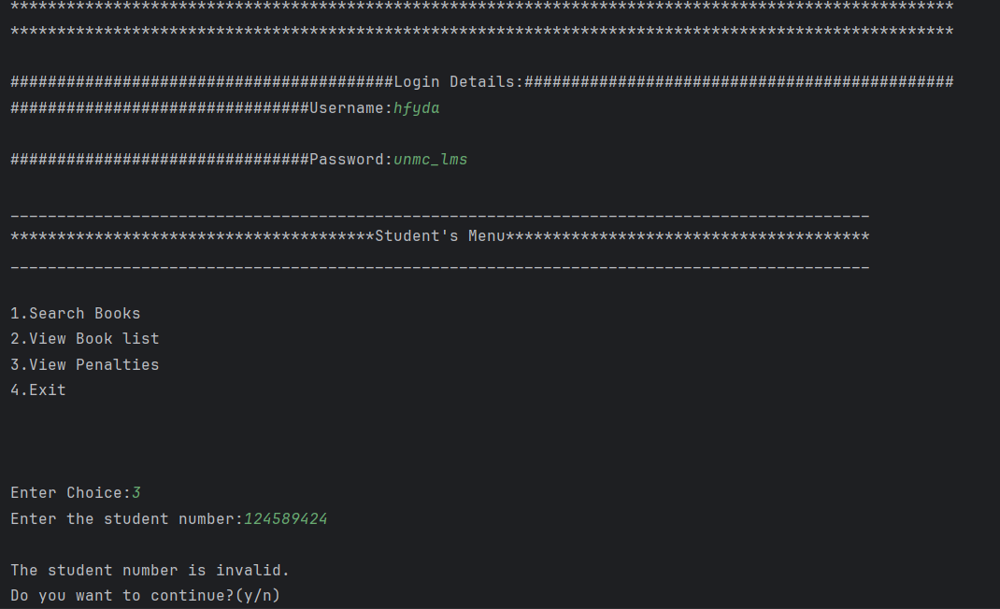 *****************************************************************************************************
*****************************************************************************************************
#########################################Login Details:##############################################
################################Username:hfyda
################################Password:unmc_lms
____________________________________________________________________________________________
***************************************Student's Menu***************************************
____________________________________________________________________________________________
1.Search Books
2.View Book list
3.View Penalties
4.Exit
Enter Choice:3
Enter the student number:124589424
The student number is invalid.
Do you want to continue?(y/n)